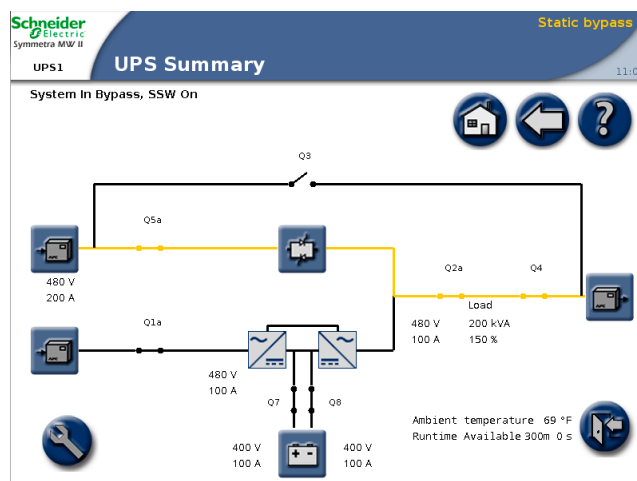 Schneider
Electric
Symmetra MW II
Static bypass
UPS1
UPS Summary
System In Bypass, SSW On
Q3
Q5a
480 V
200 A
Q2a
Q4
Load
480 V 200 kVA
100 A 150 %
Q1a
480 V
100 A
Q7
Q8
400 V
100 A
400 V
100 A
Ambient temperature 69 °F
Runtime Available 300m 0 s